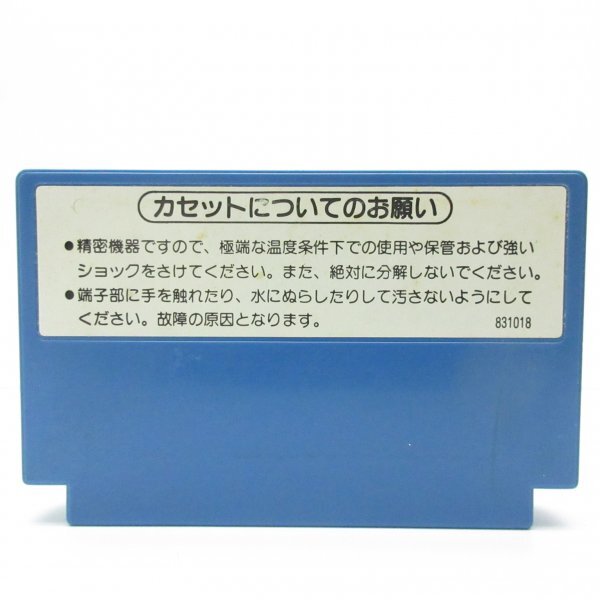 カセットについてのお願い
●精密機器ですので、極端な温度条件下での使用や保管および強い
ショックをさけてください。また、絶対に分解しないでください。
●端子部に手を触れたり、水にぬらしたりして汚さないようにして
ください。故障の原因となります。
831018